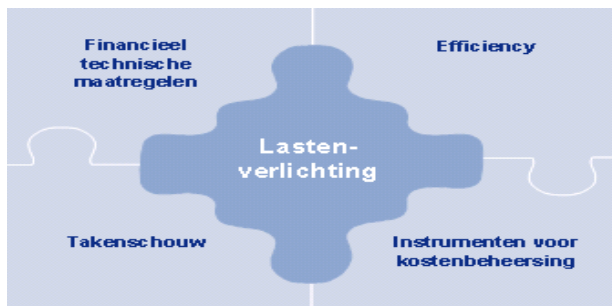 Financieel
technische
maatregelen
Efficiency
Lasten-
verlichting
Takenschouw
Instrumenten voor
kostenbeheersing